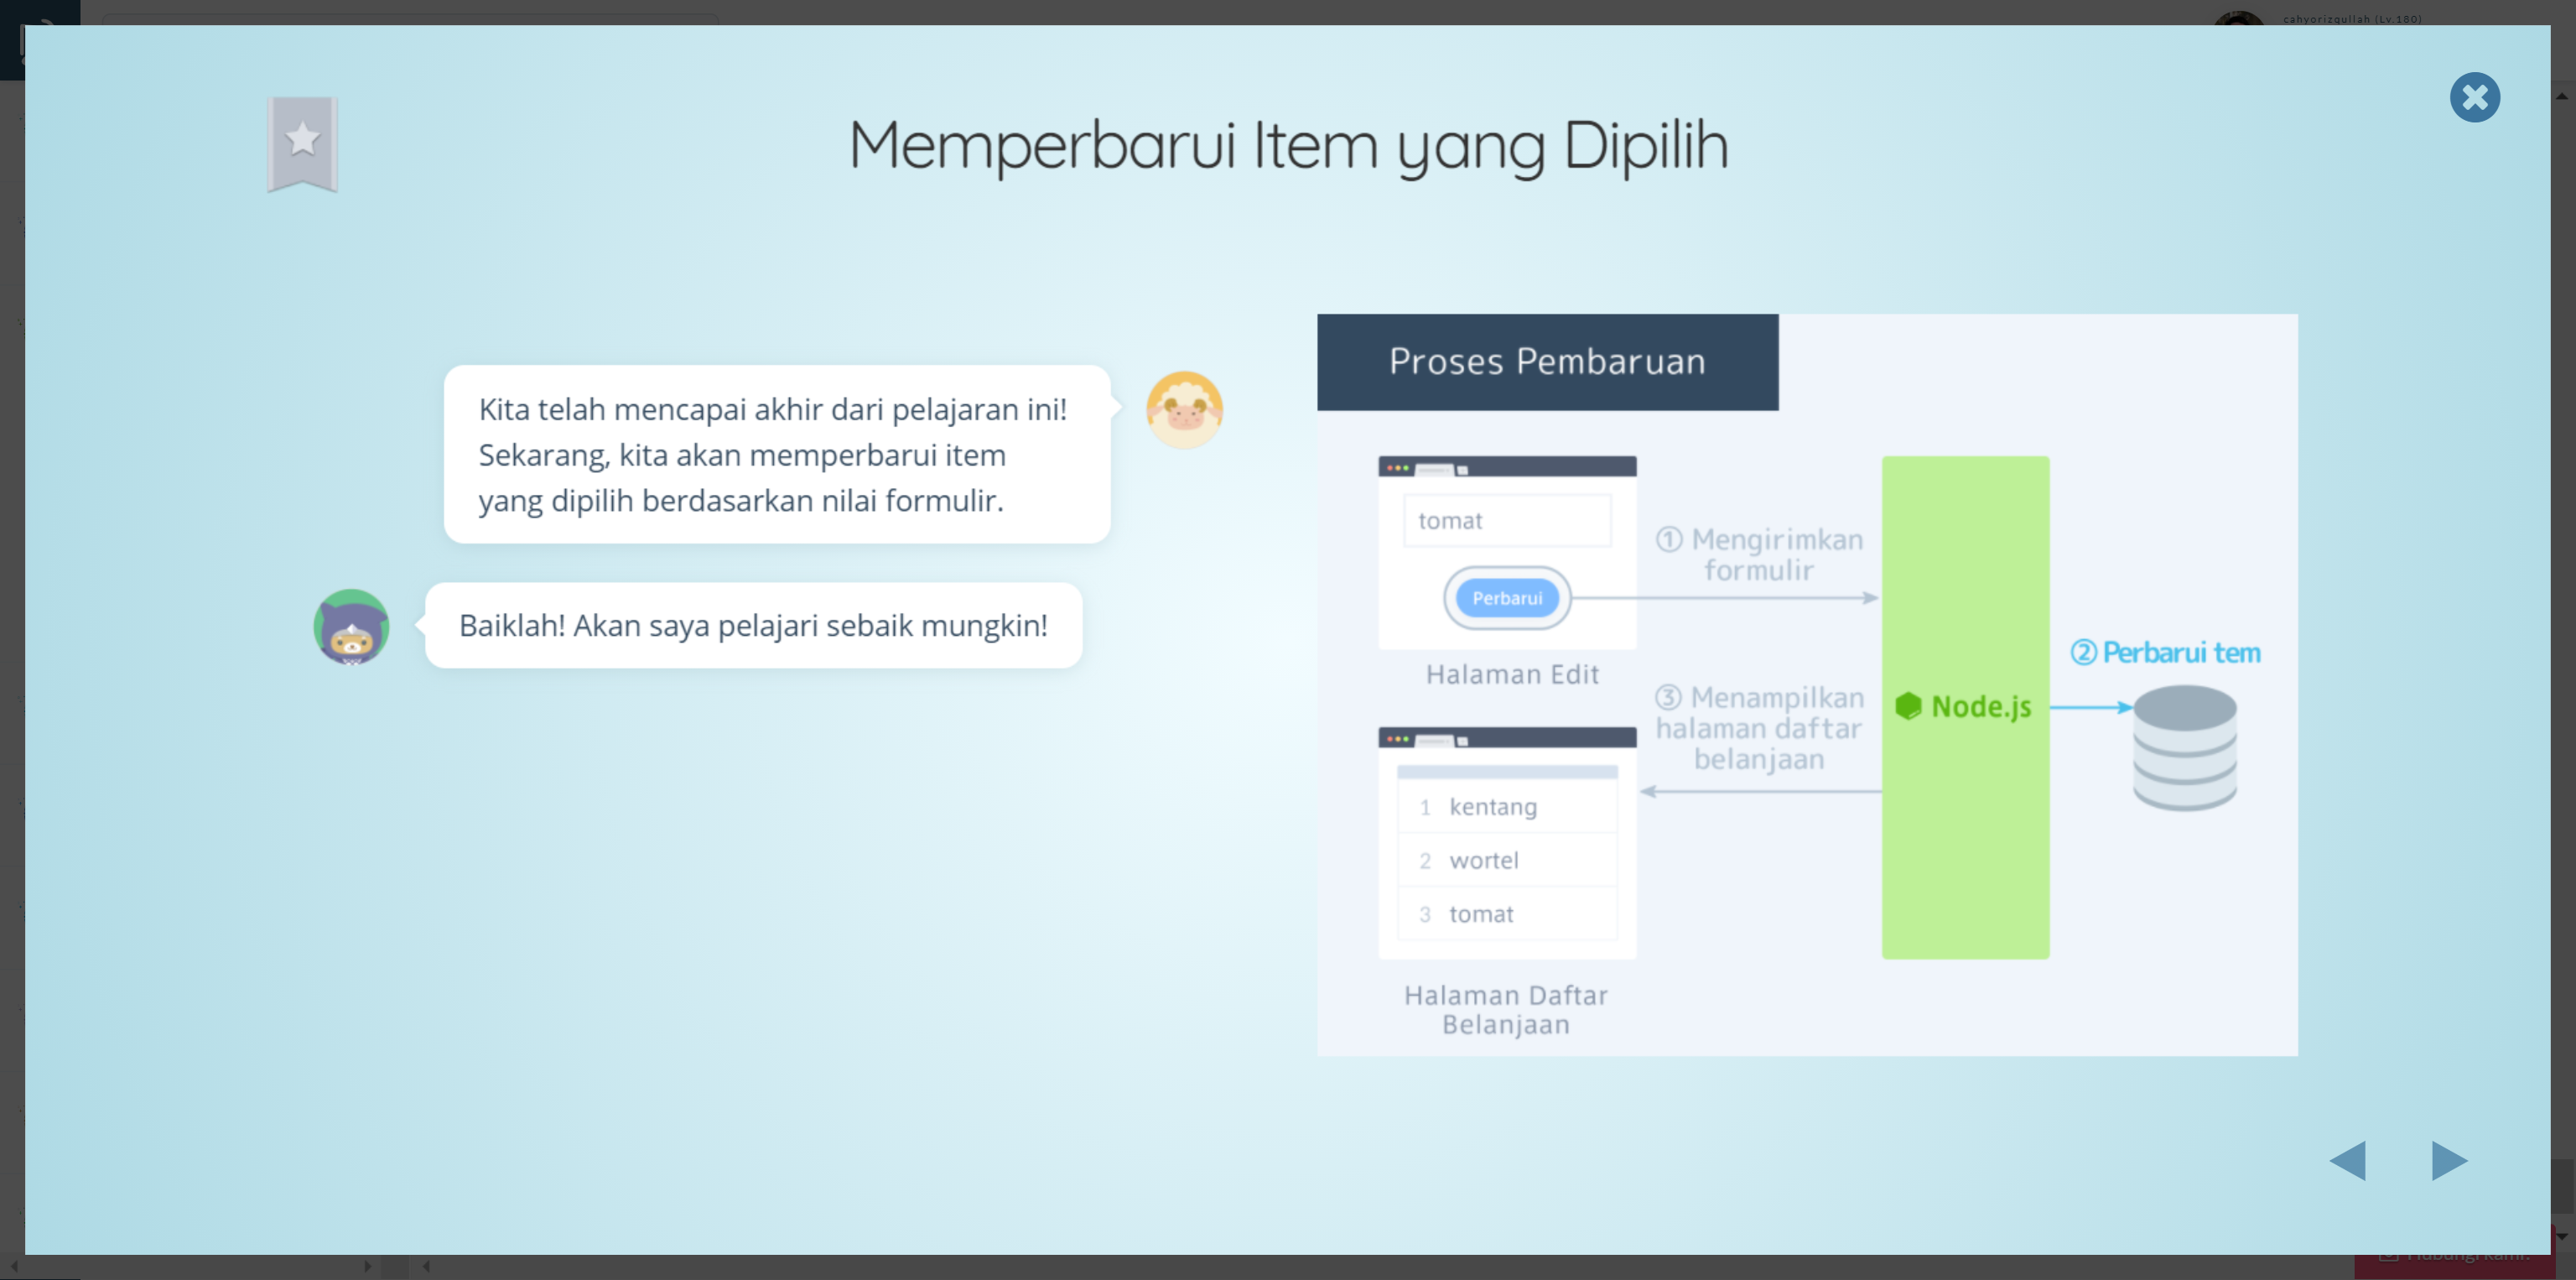 cahyorizqullah (Lv.180)
Memperbarui Item yang Dipilih
Kita telah mencapai akhir dari pelajaran ini!
Sekarang, kita akan memperbarui item
yang dipilih berdasarkan nilai formulir.
Baiklah! Akan saya pelajari sebaik mungkin!
Proses Pembaruan
tomat
Perbarui
Halaman Edit
① Mengirimkan
formulir
② Perbarui tem
Node.js
③ Menampilkan
halaman daftar
belanjaan
1 kentang
2 wortel
3 tomat
Halaman Daftar
Belanjaan
Hubungi kami!